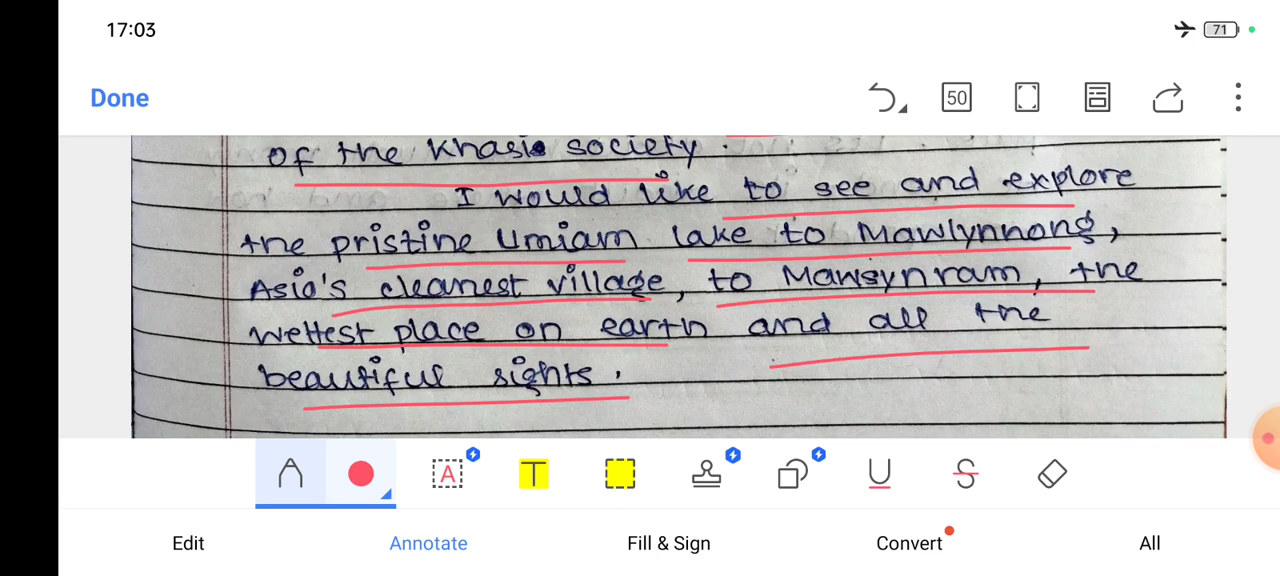 17:03
71
Done
50
of the Khasi society.
I would like to see and explore
the pristine Umiam lake to Mawlynnong,
Asia's cleanest village, to Mawsynram, the
wettest place on earth and all the
beautiful sights.
A
T
U
S
Edit
Annotate
Fill & Sign
Convert
All